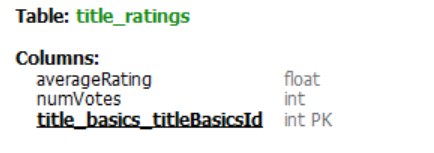 Table: title_ratings
Columns:
averageRating float
numVotes int
title_basics_titleBasicsId int PK